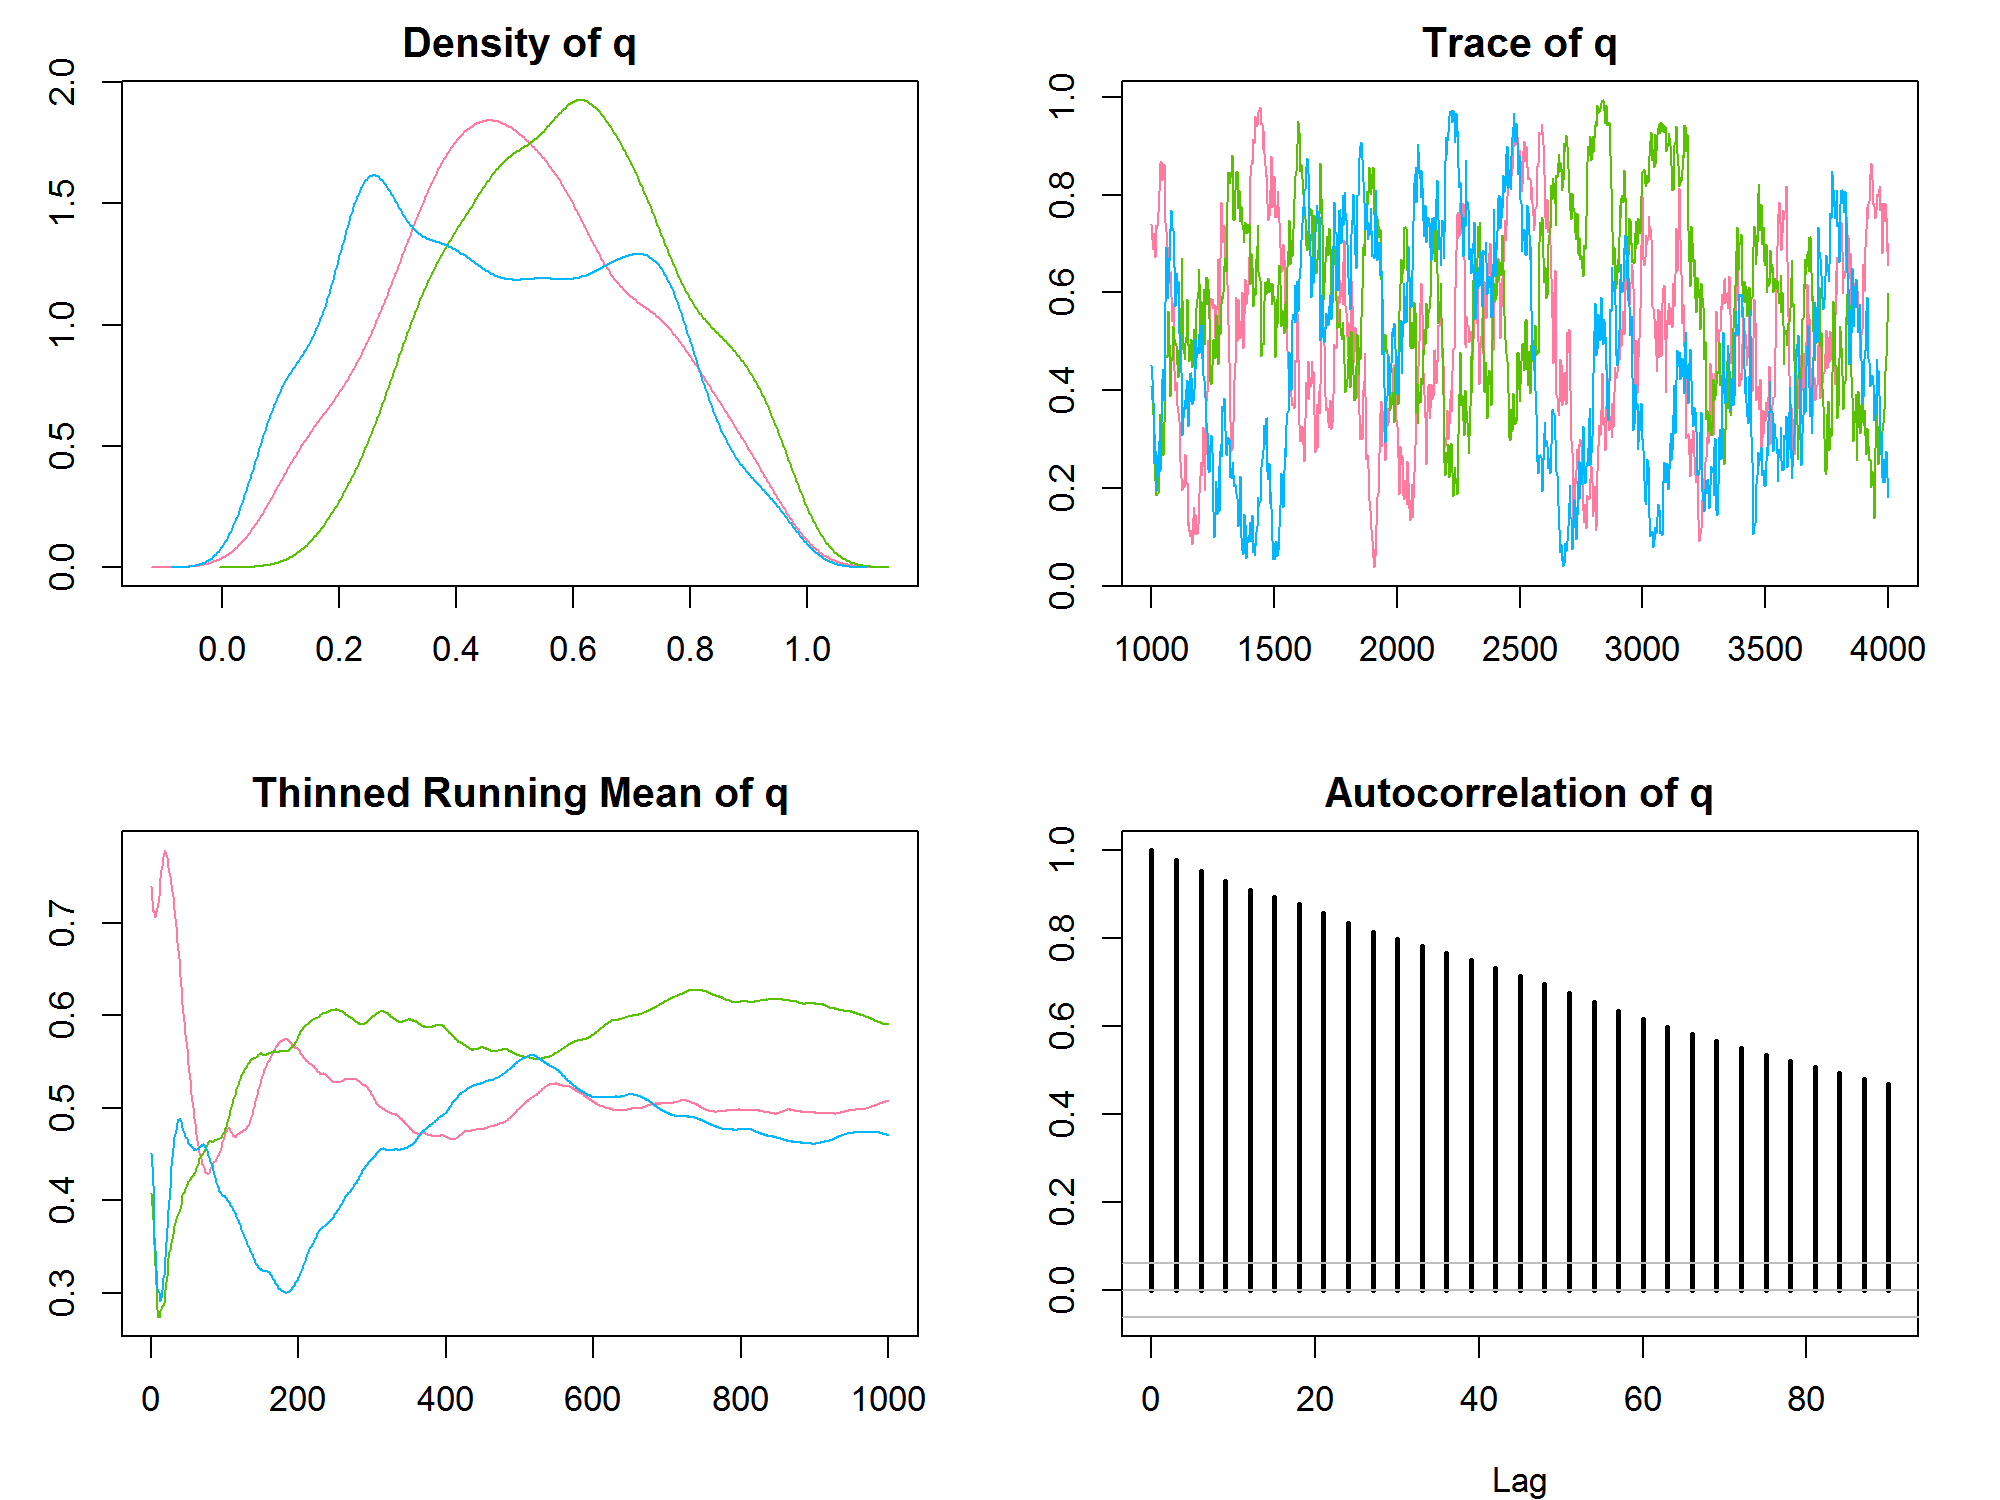 Density of q
2.0
1.5
1.0
0.5
0.0
0.0 0.2 0.4 0.6 0.8 1.0
Trace of q
1.0
0.8
0.6
0.4
0.2
0.0
1000 1500 2000 2500 3000 3500 4000
Thinned Running Mean of q
0.7
0.6
0.5
0.4
0.3
0 200 400 600 800 1000
Autocorrelation of q
1.0
0.8
0.6
0.4
0.2
0.0
0 20 40 60 80
Lag